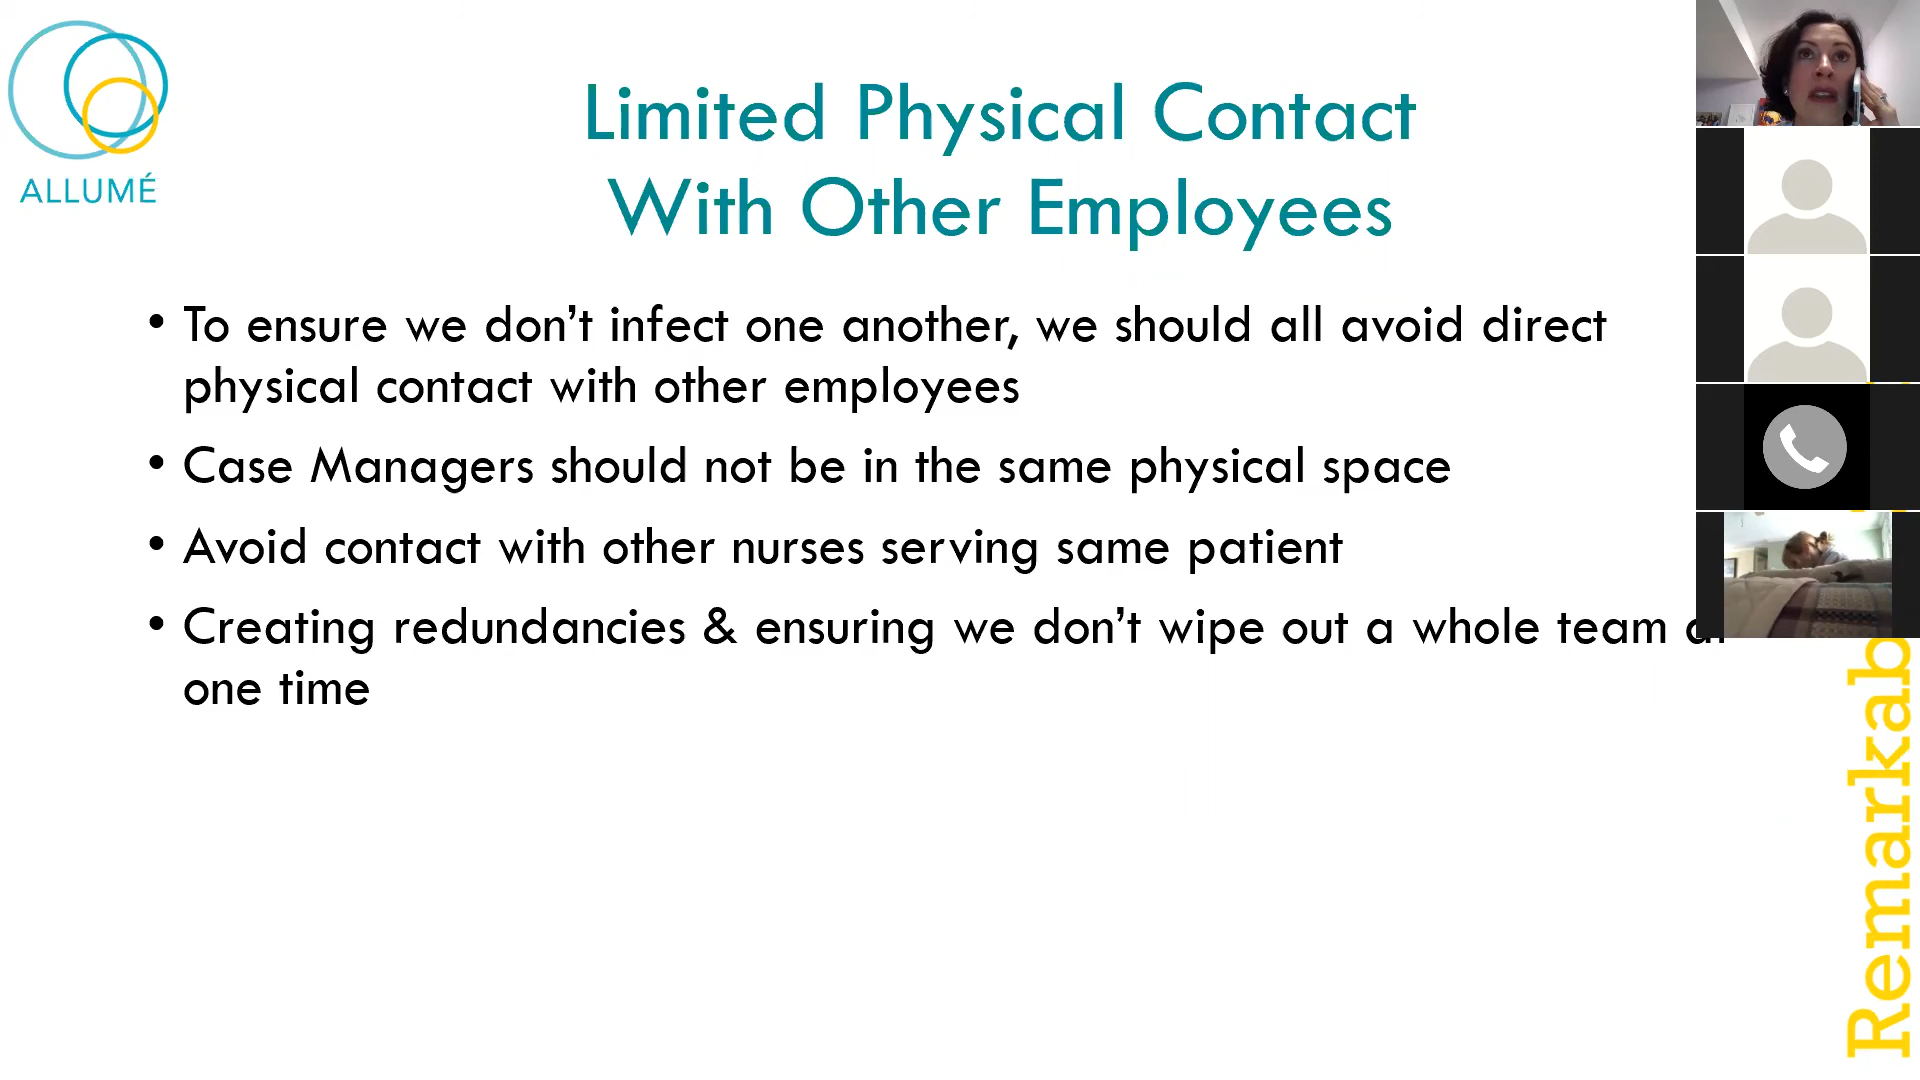 ALLUMÉ
Limited Physical Contact
With Other Employees
• To ensure we don’t infect one another, we should all avoid direct
physical contact with other employees
• Case Managers should not be in the same physical space
• Avoid contact with other nurses serving same patient
• Creating redundancies & ensuring we don’t wipe out a whole team at
one time
Remarkab